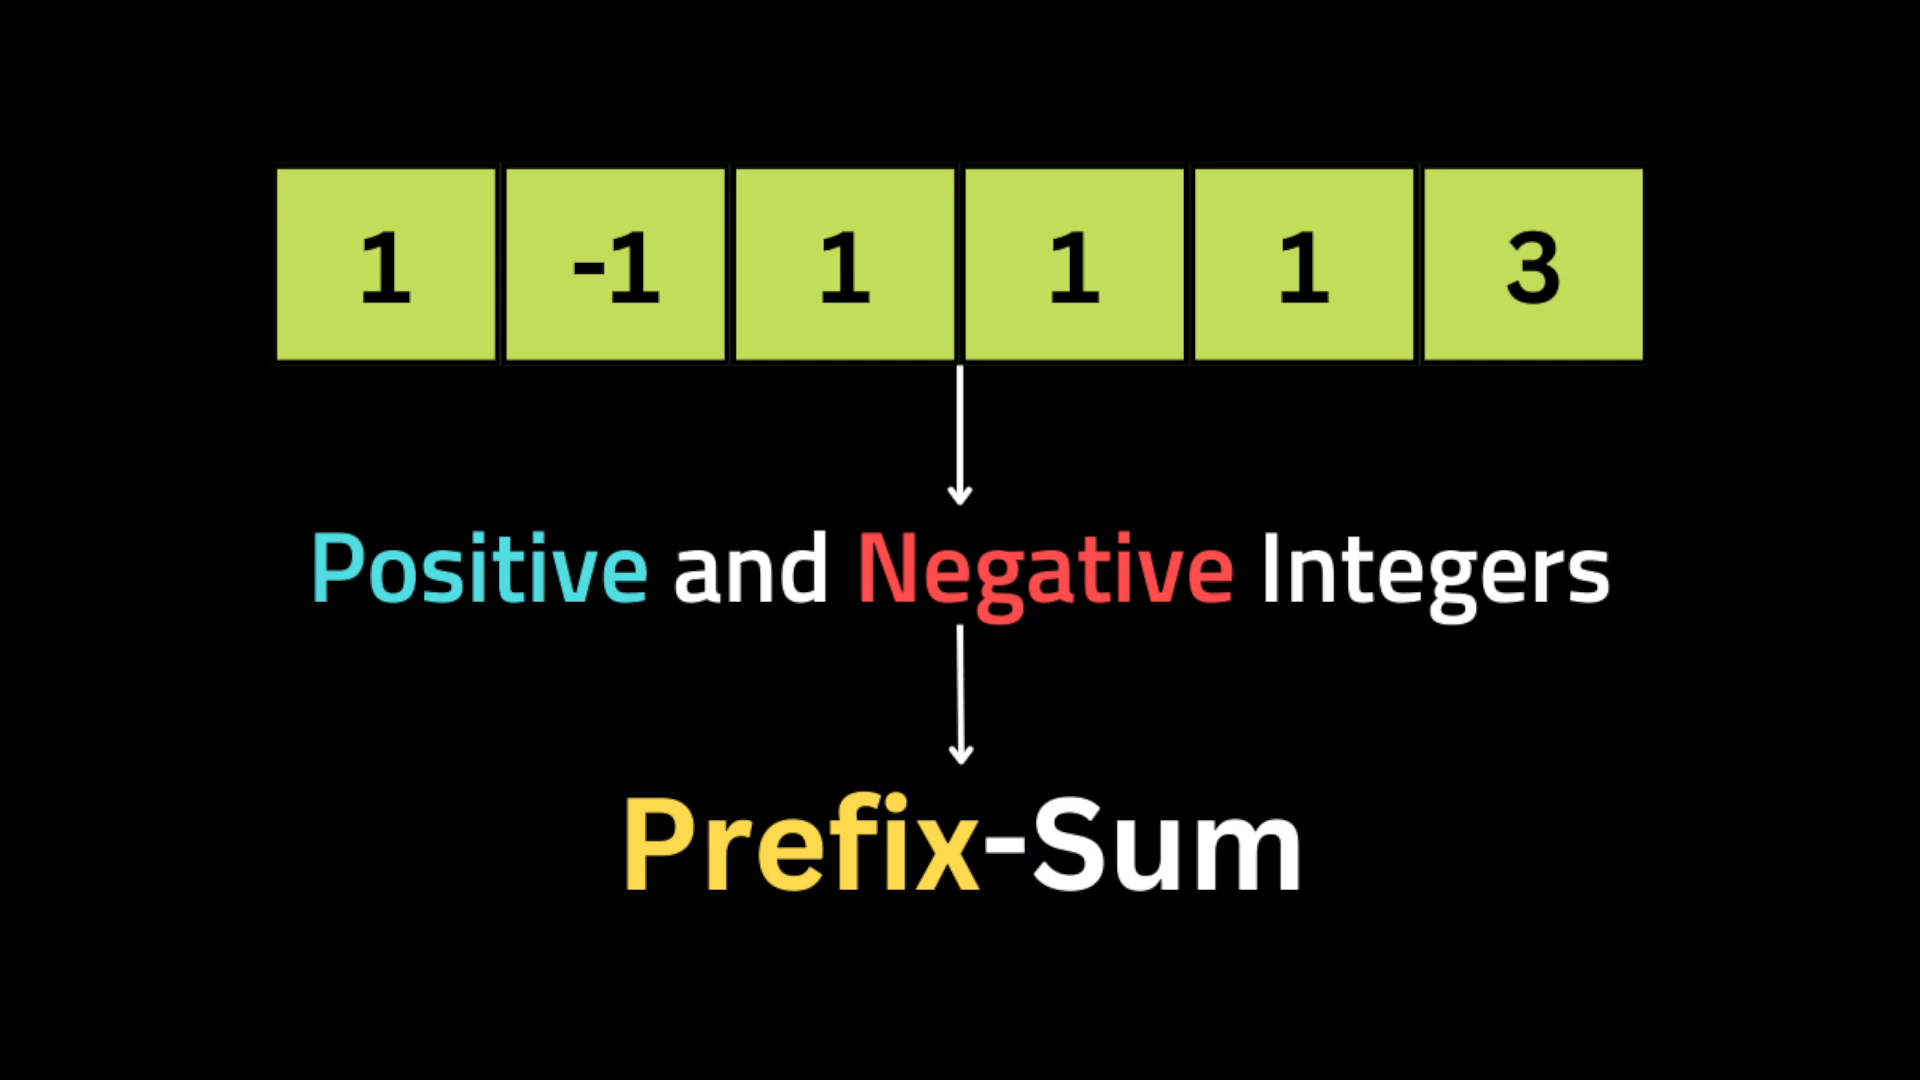 1 -1 1 1 1 3
Positive and Negative Integers
Prefix-Sum